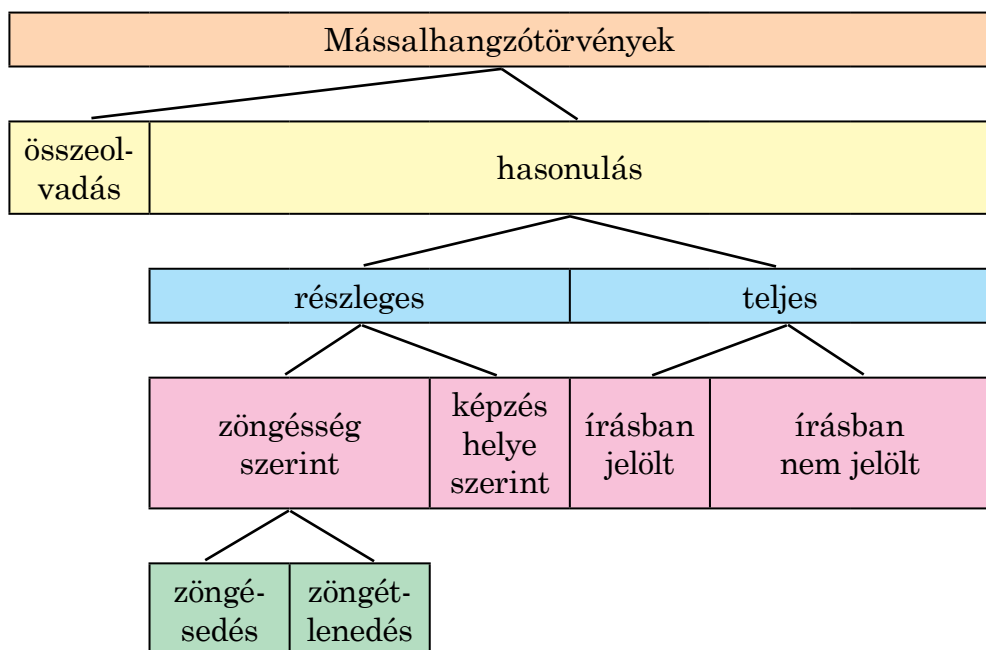 Mássalhangzótörvények
összeol-
vadás
hasonulás
részleges
teljes
zöngésség
szerint
képzés
helye
szerint
írásban
jelölt
írásban
nem jelölt
zöngé-
sedés
zöngét-
lenedés